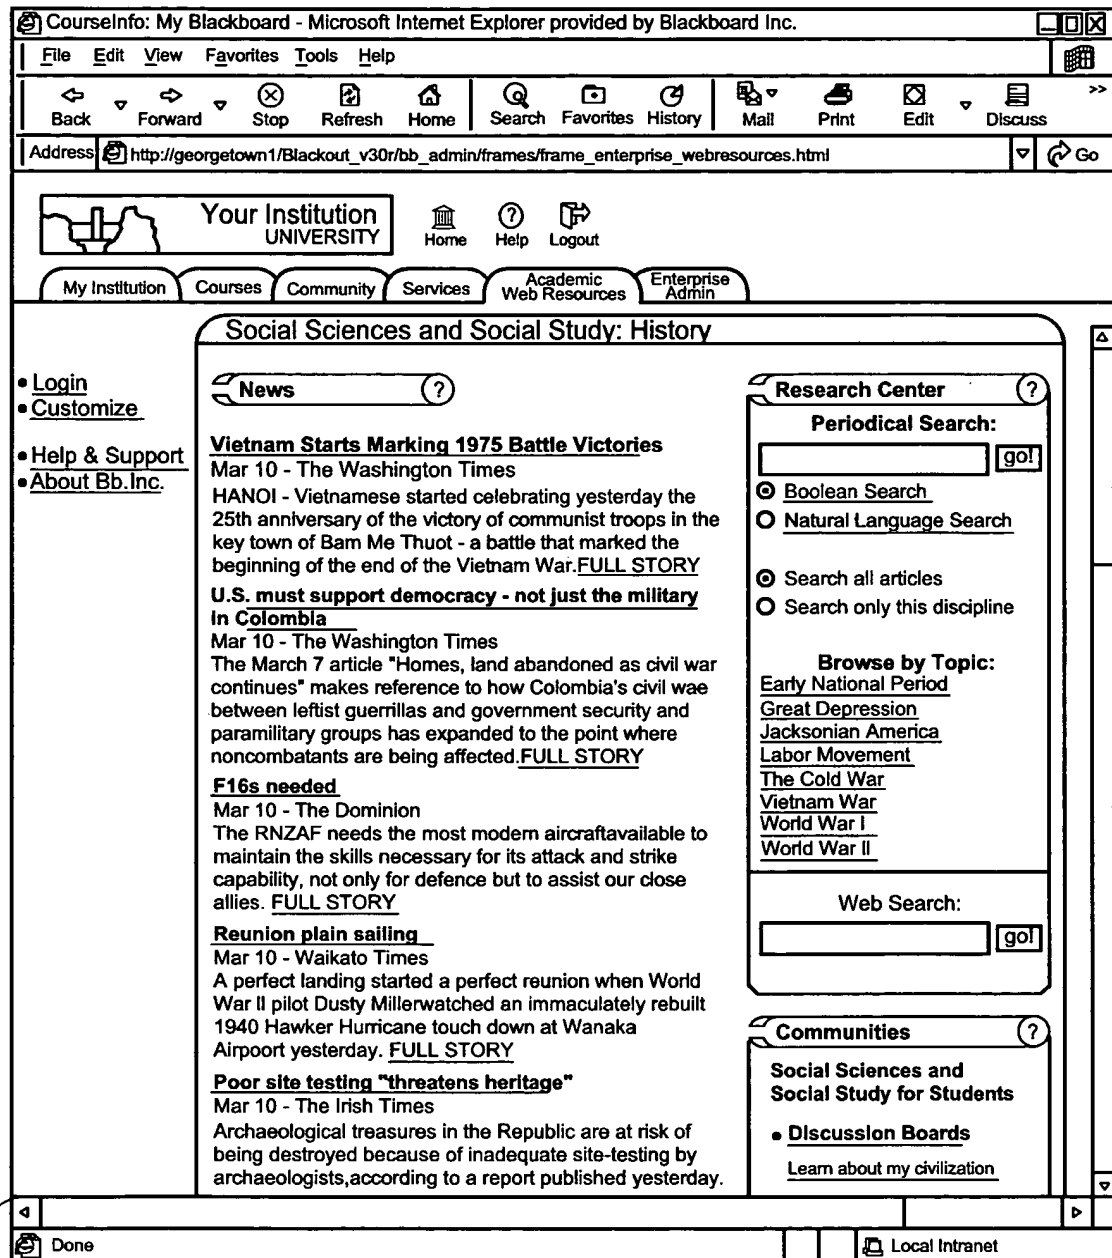 CourseInfo: My Blackboard - Microsoft Internet Explorer provided by Blackboard Inc.
File Edit View Favorites Tools Help
Back Forward Stop Refresh Home Search Favorites History Mail Print Edit Discuss >>
Address http://georgetown1/Blackout_v30r/bb_admin/frames/frame_enterprise_webresources.html Go
Your Institution
UNIVERSITY
Home Help Logout
My Institution Courses Community Services Academic Web Resources Enterprise Admin
Social Sciences and Social Study: History
• Login
• Customize
• Help & Support
• About Bb.Inc.
News ?
Vietnam Starts Marking 1975 Battle Victories
Mar 10 - The Washington Times
HANOI - Vietnamese started celebrating yesterday the
25th anniversary of the victory of communist troops in the
key town of Bam Me Thuot - a battle that marked the
beginning of the end of the Vietnam War.FULL STORY
U.S. must support democracy - not just the military
in Colombia
Mar 10 - The Washington Times
The March 7 article "Homes, land abandoned as civil war
continues" makes reference to how Colombia's civil wae
between leftist guerrillas and government security and
paramilitary groups has expanded to the point where
noncombatants are being affected.FULL STORY
F16s needed
Mar 10 - The Dominion
The RNZAF needs the most modern aircraftavailable to
maintain the skills necessary for its attack and strike
capability, not only for defence but to assist our close
allies. FULL STORY
Reunion plain sailing
Mar 10 - Waikato Times
A perfect landing started a perfect reunion when World
War II pilot Dusty Millerwatched an immaculately rebuilt
1940 Hawker Hurricane touch down at Wanaka
Airpoort yesterday. FULL STORY
Poor site testing "threatens heritage"
Mar 10 - The Irish Times
Archaeological treasures in the Republic are at risk of
being destroyed because of inadequate site-testing by
archaeologists,according to a report published yesterday.
Research Center ?
Periodical Search:
go!
Boolean Search
Natural Language Search
Search all articles
Search only this discipline
Browse by Topic:
Early National Period
Great Depression
Jacksonian America
Labor Movement
The Cold War
Vietnam War
World War I
World War II
Web Search:
go!
Communities ?
Social Sciences and
Social Study for Students
• Discussion Boards
Learn about my civilization
Done
Local Intranet